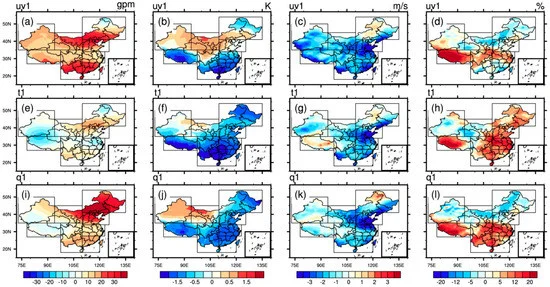 uv1 gpm uv1 K uv1 m/s uv1 %
(a) (b) (c) (d)
50N
40N
30N
20N
t1 t1 t1 t1
(e) (f) (g) (h)
50N
40N
30N
20N
q1 q1 q1 q1
(i) (j) (k) (l)
50N
40N
30N
20N
75E 90E 105E 120E 135E 75E 90E 105E 120E 135E 75E 90E 105E 120E 135E 75E 90E 105E 120E 135E
-30 -20 -10 0 10 20 30 -1.5 -0.5 0 0.5 1.5 -3 -2 -1 0 1 2 3 -20 -12 -5 0 5 12 20